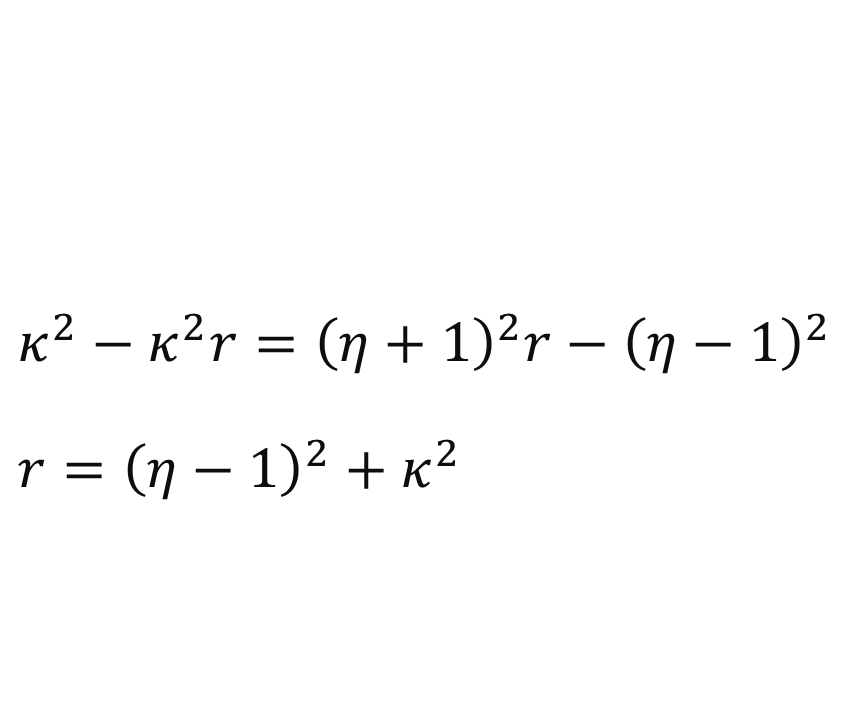 κ² − κ²r = (η + 1)²r − (η − 1)²
r = (η − 1)² + κ²